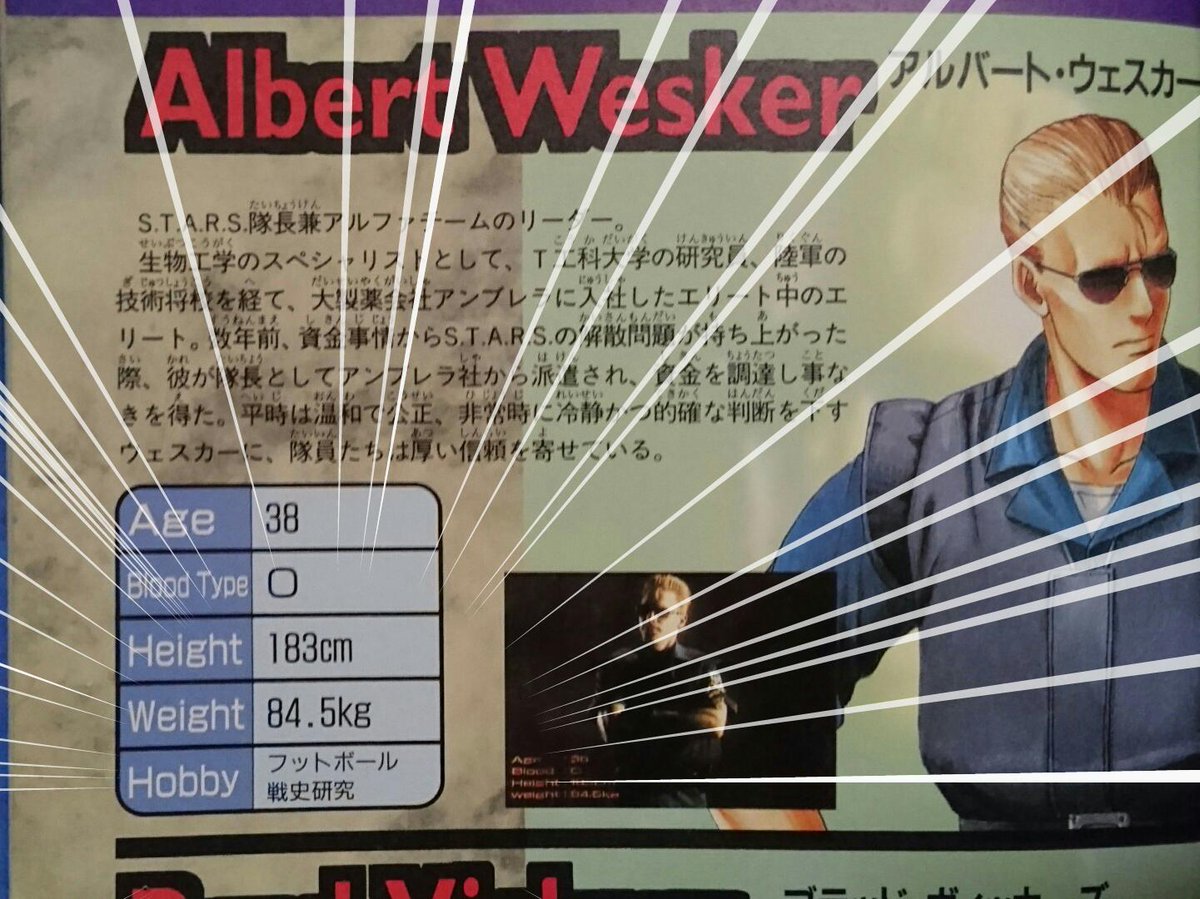 Albert Wesker
アルバート・ウェスカー
S.T.A.R.S.隊長兼アルファチームのリーダー。
生物工学のスペシャリストとして、T工科大学の研究員、陸軍の
技術将校を経て、大製薬会社アンブレラに入社したエリート中のエ
リート。数年前、資金事情からS.T.A.R.S.の解散問題が持ち上がった
際、彼が隊長としてアンブレラ社から派遣され、資金を調達し事な
きを得た。平時は温和で公正、非常時に冷静かつ的確な判断を下す
ウェスカーに、隊員たちは厚い信頼を寄せている。
Age 38
Blood Type O
Height 183cm
Weight 84.5kg
Hobby フットボール
戦史研究
Age
Blood
Height
weight : 84.5kg